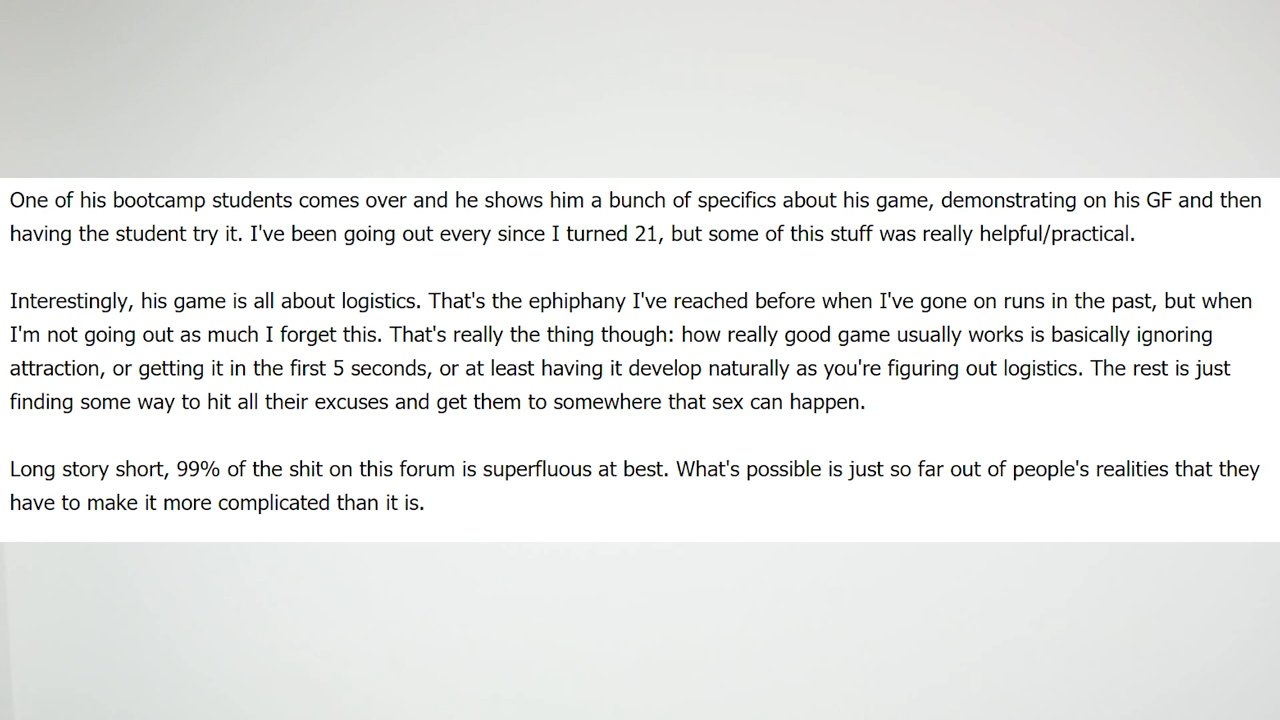 One of his bootcamp students comes over and he shows him a bunch of specifics about his game, demonstrating on his GF and then
having the student try it. I've been going out every since I turned 21, but some of this stuff was really helpful/practical.
Interestingly, his game is all about logistics. That's the ephiphany I've reached before when I've gone on runs in the past, but when
I'm not going out as much I forget this. That's really the thing though: how really good game usually works is basically ignoring
attraction, or getting it in the first 5 seconds, or at least having it develop naturally as you're figuring out logistics. The rest is just
finding some way to hit all their excuses and get them to somewhere that sex can happen.
Long story short, 99% of the shit on this forum is superfluous at best. What's possible is just so far out of people's realities that they
have to make it more complicated than it is.